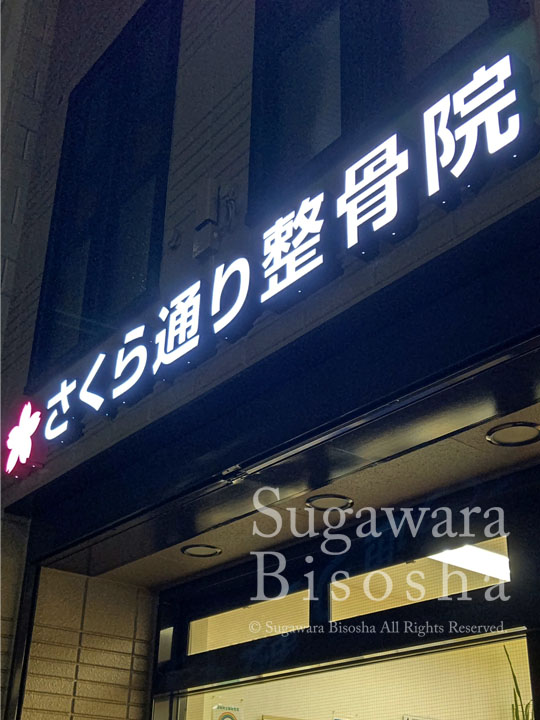 さくら通り整骨院
Sugawara
Bisosha
© Sugawara Bisosha All Rights Reserved